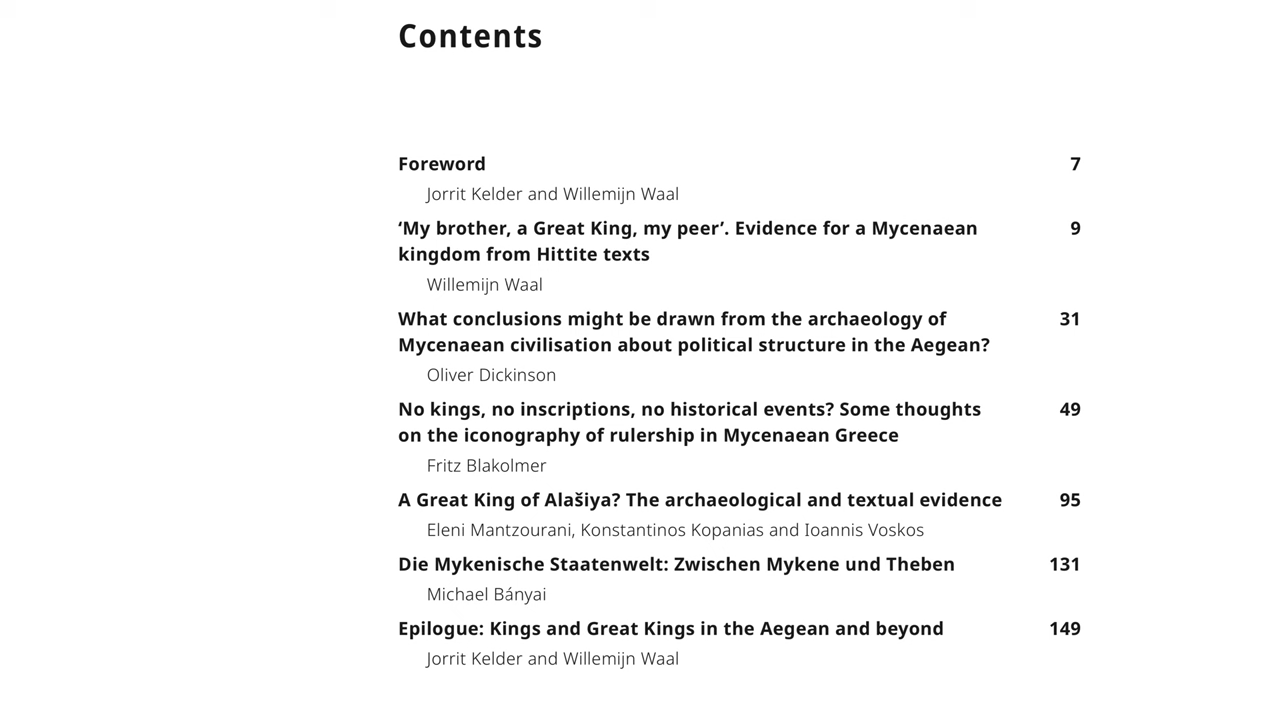 Contents
Foreword 7
Jorrit Kelder and Willemijn Waal
‘My brother, a Great King, my peer’. Evidence for a Mycenaean 9
kingdom from Hittite texts
Willemijn Waal
What conclusions might be drawn from the archaeology of 31
Mycenaean civilisation about political structure in the Aegean?
Oliver Dickinson
No kings, no inscriptions, no historical events? Some thoughts 49
on the iconography of rulership in Mycenaean Greece
Fritz Blakolmer
A Great King of Alašiya? The archaeological and textual evidence 95
Eleni Mantzourani, Konstantinos Kopanias and Ioannis Voskos
Die Mykenische Staatenwelt: Zwischen Mykene und Theben 131
Michael Bányai
Epilogue: Kings and Great Kings in the Aegean and beyond 149
Jorrit Kelder and Willemijn Waal